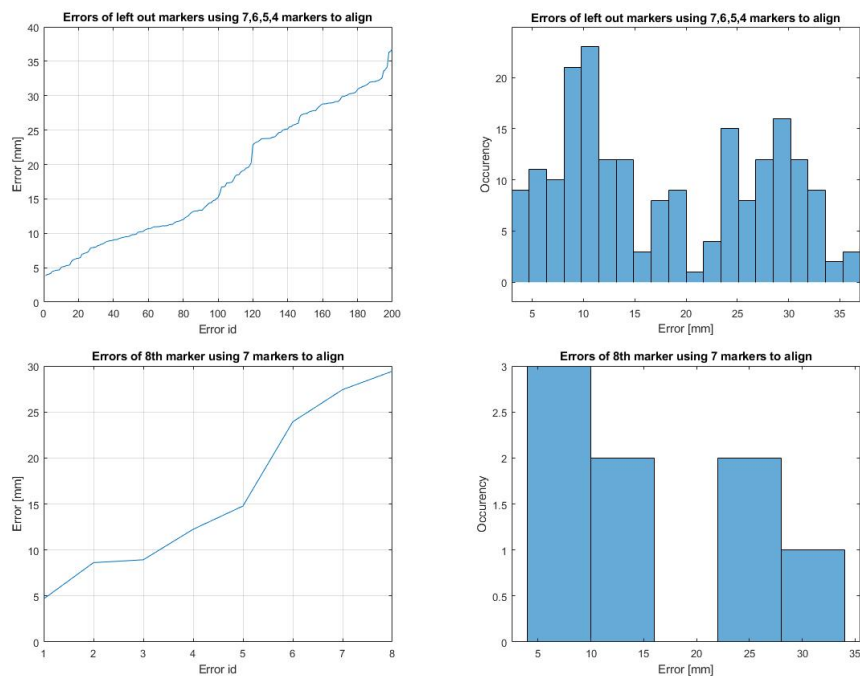 Errors of left out markers using 7,6,5,4 markers to align
40
35
30
25
20
15
10
5
0
Error [mm]
0 20 40 60 80 100 120 140 160 180 200
Error id
Errors of left out markers using 7,6,5,4 markers to align
20
15
10
5
0
Occurency
5 10 15 20 25 30 35
Error [mm]
Errors of 8th marker using 7 markers to align
30
25
20
15
10
5
0
Error [mm]
1 2 3 4 5 6 7 8
Error id
Errors of 8th marker using 7 markers to align
3
2.5
2
1.5
1
0.5
0
Occurency
5 10 15 20 25 30 35
Error [mm]